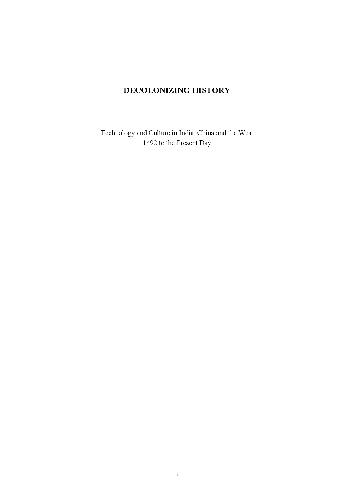 DECOLONIZING HISTORY
Technology and Culture in India, China and the West
1492 to the Present Day